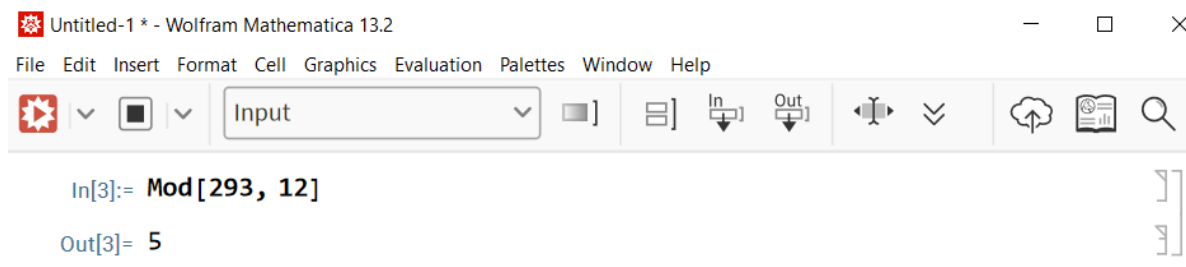 Untitled-1 * - Wolfram Mathematica 13.2
File Edit Insert Format Cell Graphics Evaluation Palettes Window Help
Input In Out
In[3]:= Mod[293, 12]
Out[3]= 5